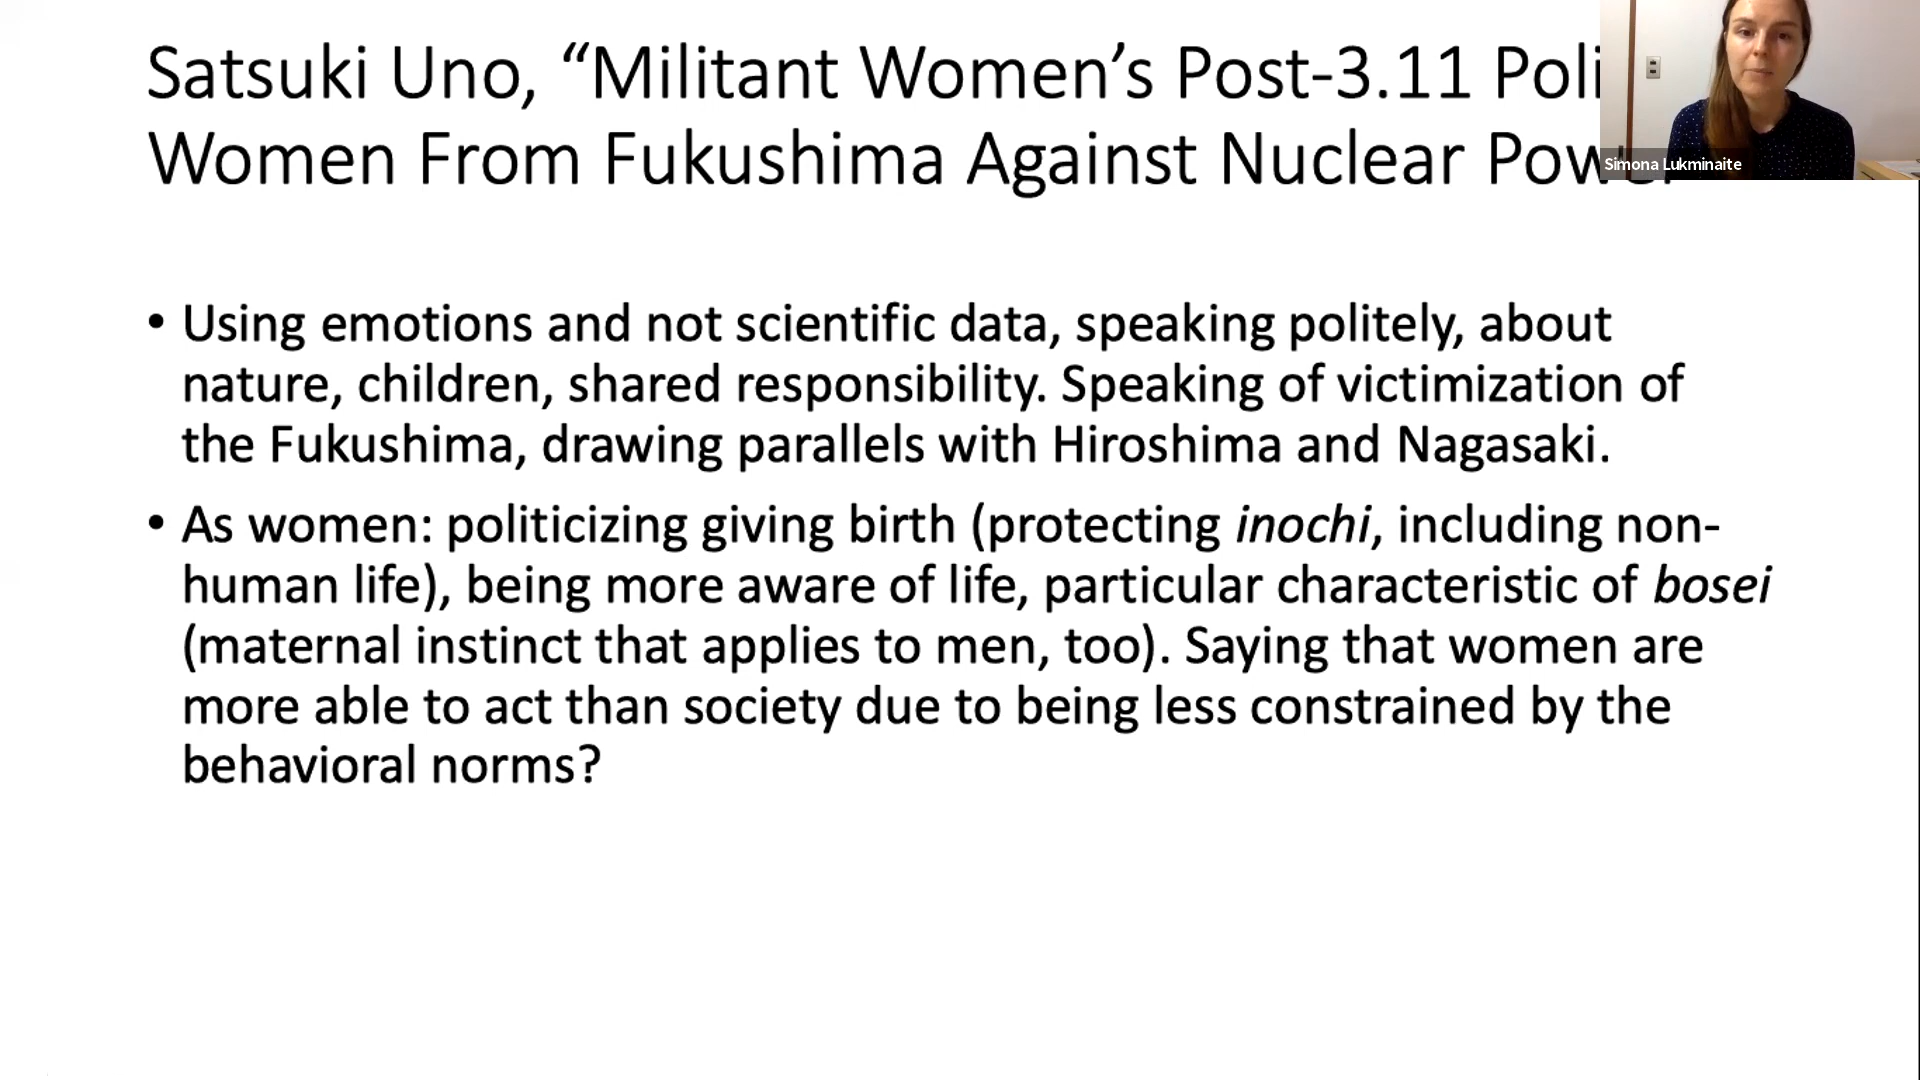 Satsuki Uno, “Militant Women’s Post-3.11
Women From Fukushima Against Nuclear
Simona Lukminaite
• Using emotions and not scientific data, speaking politely, about
nature, children, shared responsibility. Speaking of victimization of
the Fukushima, drawing parallels with Hiroshima and Nagasaki.
• As women: politicizing giving birth (protecting inochi, including non-
human life), being more aware of life, particular characteristic of bosei
(maternal instinct that applies to men, too). Saying that women are
more able to act than society due to being less constrained by the
behavioral norms?